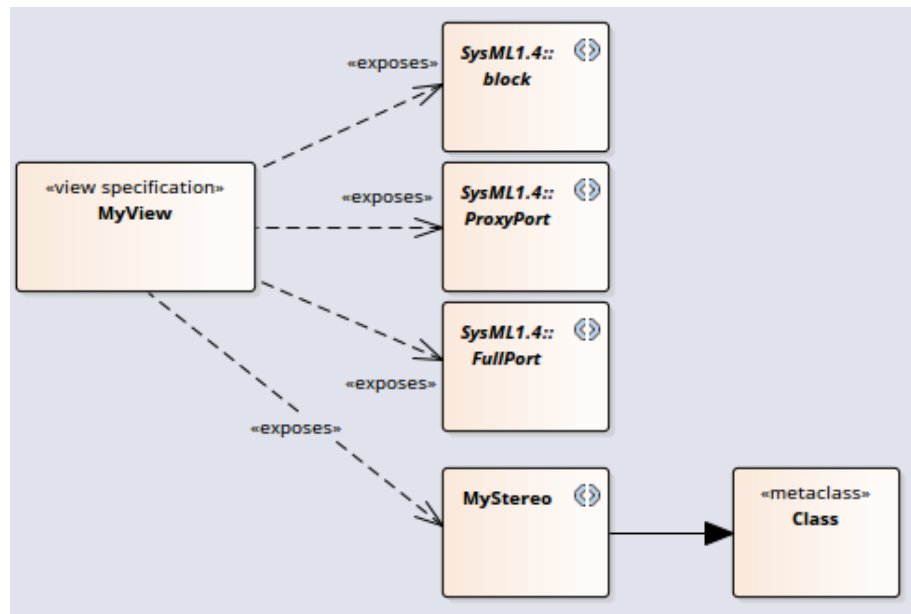 «exposes»
SysML1.4::
block
«view specification»
MyView
«exposes»
SysML1.4::
ProxyPort
SysML1.4::
FullPort
«exposes»
«exposes»
MyStereo
«metaclass»
Class